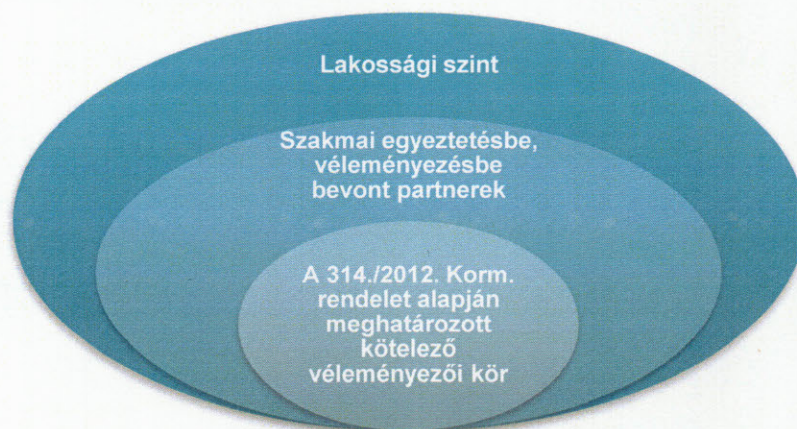 Lakossági szint
Szakmai egyeztetésbe,
véleményezésbe
bevont partnerek
A 314./2012. Korm.
rendelet alapján
meghatározott
kötelező
véleményezői kör